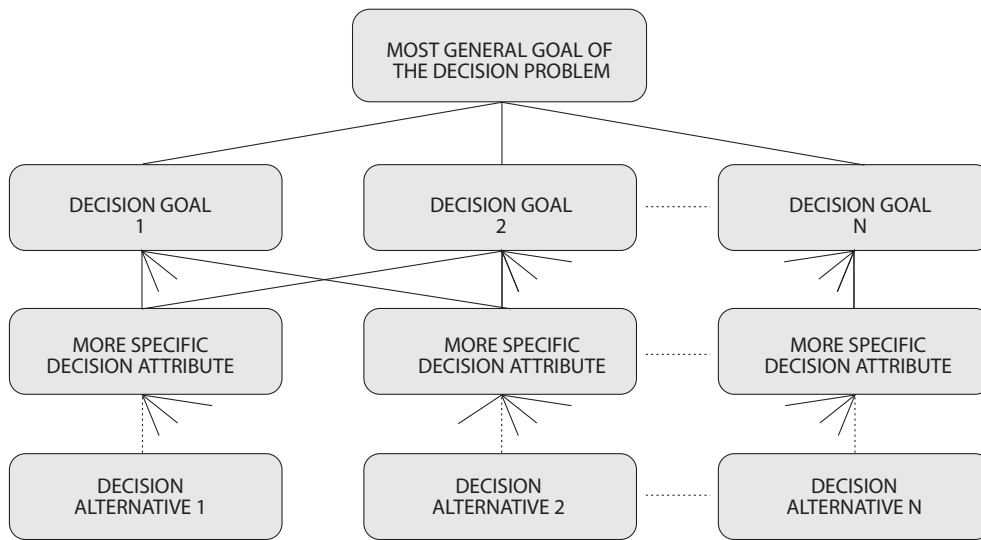 MOST GENERAL GOAL OF
THE DECISION PROBLEM
DECISION GOAL
1
DECISION GOAL
2
DECISION GOAL
N
MORE SPECIFIC
DECISION ATTRIBUTE
MORE SPECIFIC
DECISION ATTRIBUTE
MORE SPECIFIC
DECISION ATTRIBUTE
DECISION
ALTERNATIVE 1
DECISION
ALTERNATIVE 2
DECISION
ALTERNATIVE N